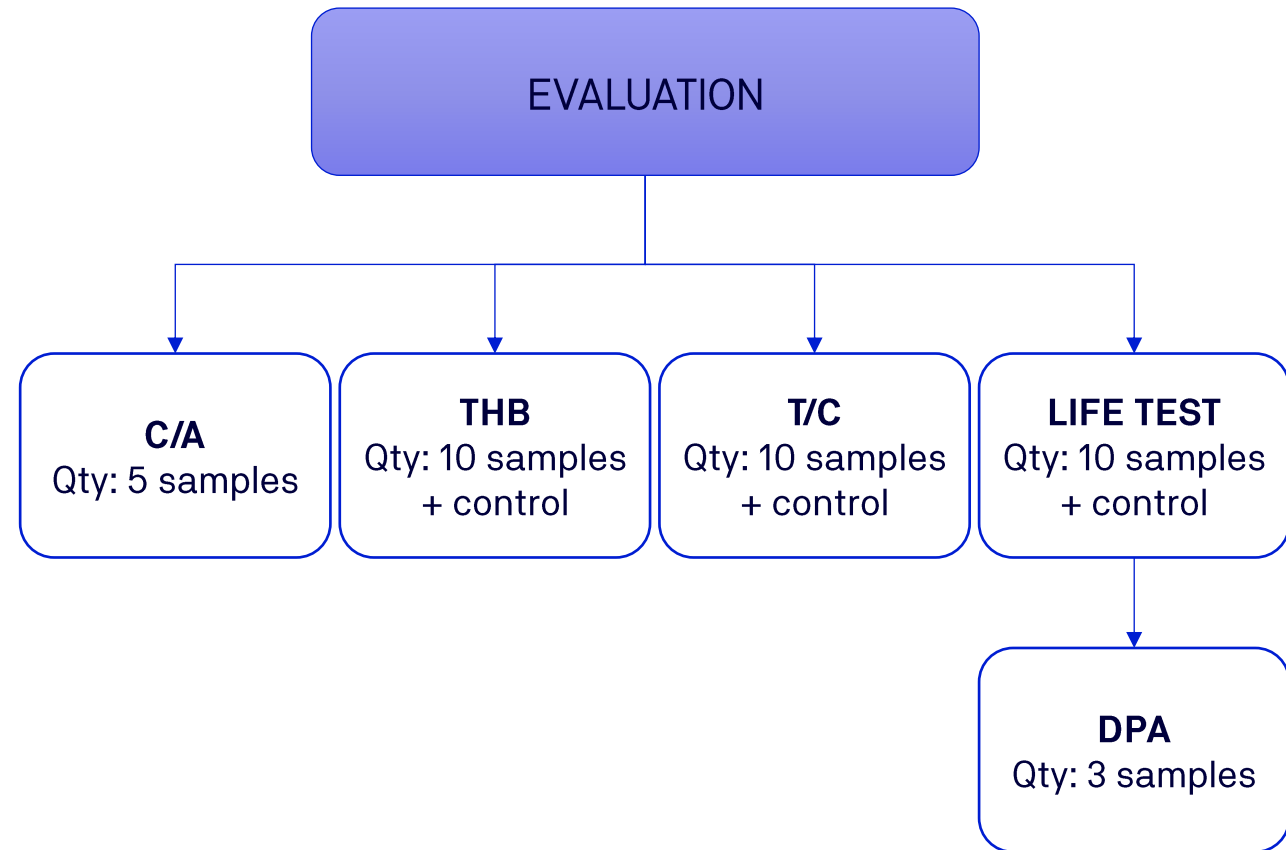 EVALUATION
C/A
Qty: 5 samples
THB
Qty: 10 samples
+ control
T/C
Qty: 10 samples
+ control
LIFE TEST
Qty: 10 samples
+ control
DPA
Qty: 3 samples